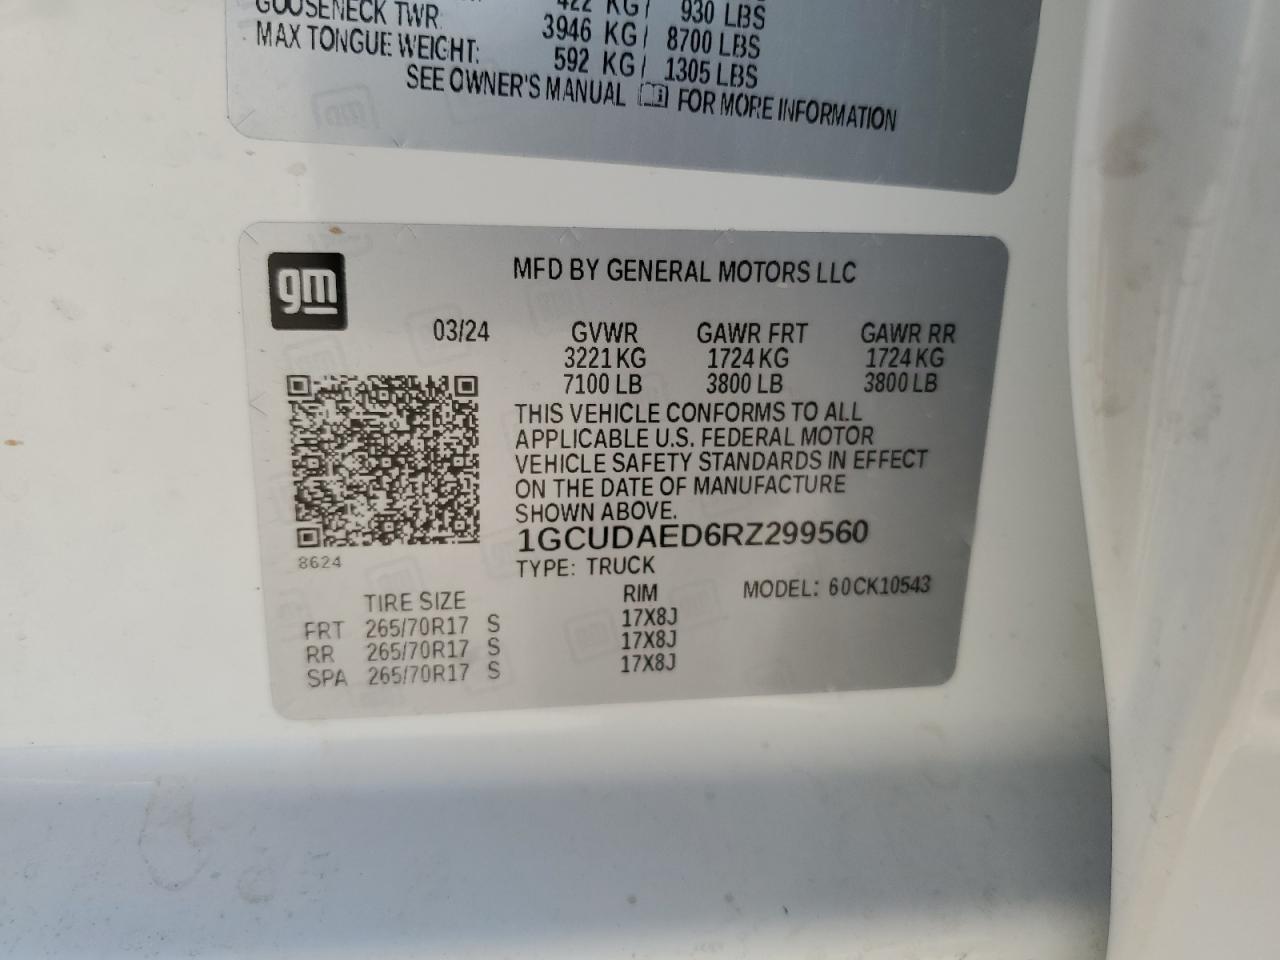 422 KG/ 930 LBS
GOOSENECK TWR 3946 KG/ 8700 LBS
MAX TONGUE WEIGHT: 592 KG/ 1305 LBS
SEE OWNER'S MANUAL FOR MORE INFORMATION
gm
MFD BY GENERAL MOTORS LLC
03/24 GVWR GAWR FRT GAWR RR
3221 KG 1724 KG 1724 KG
7100 LB 3800 LB 3800 LB
THIS VEHICLE CONFORMS TO ALL
APPLICABLE U.S. FEDERAL MOTOR
VEHICLE SAFETY STANDARDS IN EFFECT
ON THE DATE OF MANUFACTURE
SHOWN ABOVE.
1GCUDAED6RZ299560
8624
TYPE: TRUCK
MODEL: 60CK10543
TIRE SIZE RIM
FRT 265/70R17 S 17X8J
RR 265/70R17 S 17X8J
SPA 265/70R17 S 17X8J